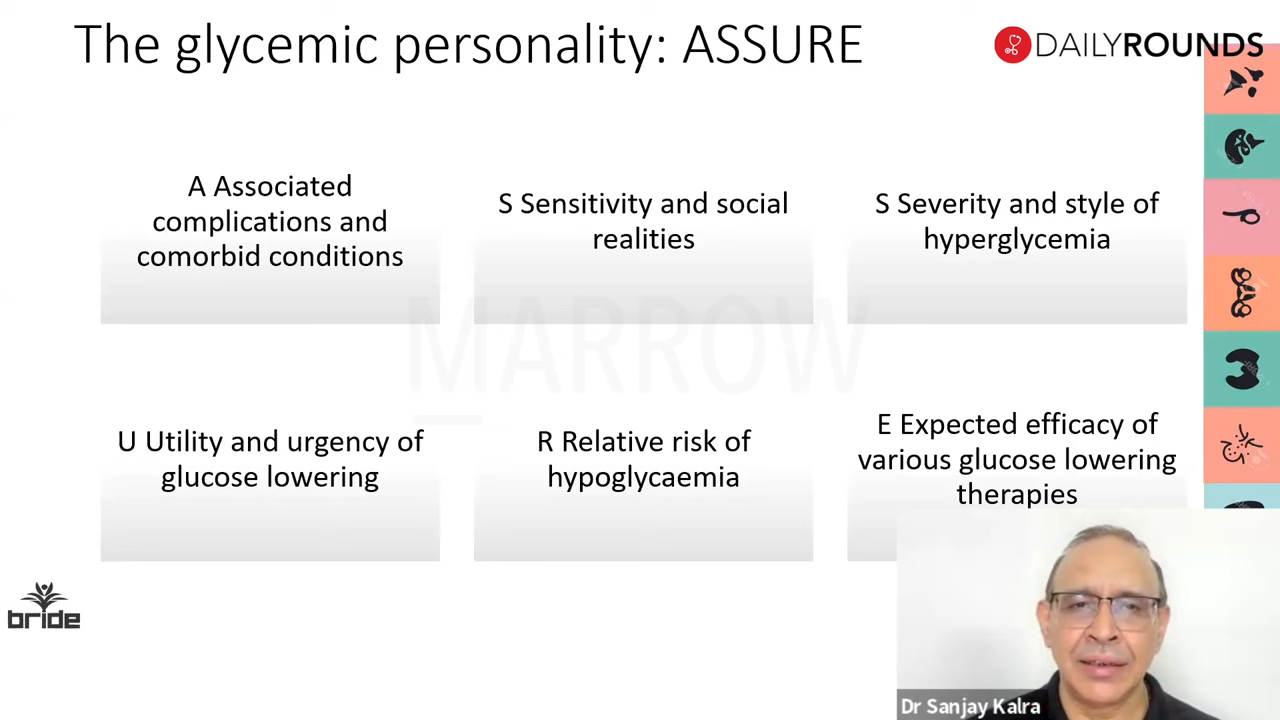 The glycemic personality: ASSURE
DAILYROUNDS
A Associated
complications and
comorbid conditions
S Sensitivity and social
realities
S Severity and style of
hyperglycemia
MARROW
U Utility and urgency of
glucose lowering
R Relative risk of
hypoglycaemia
E Expected efficacy of
various glucose lowering
therapies
bride
Dr Sanjay Kalra